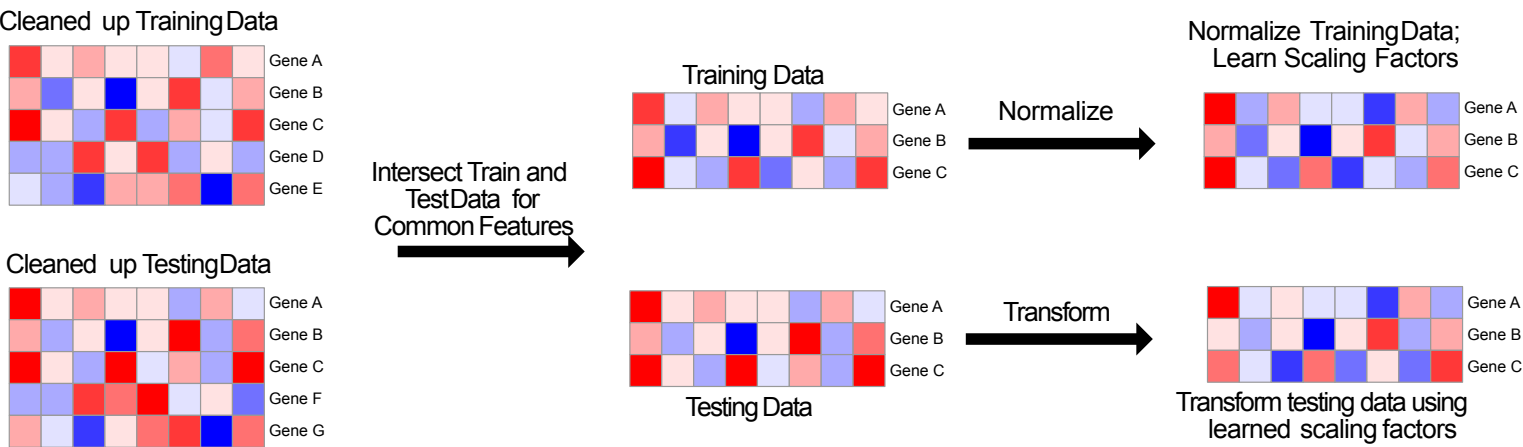 Cleaned up Training Data
Gene A
Gene B
Gene C
Gene D
Gene E
Cleaned up Testing Data
Gene A
Gene B
Gene C
Gene F
Gene G
Intersect Train and
Test Data for
Common Features
Training Data
Gene A
Gene B
Gene C
Gene A
Gene B
Gene C
Testing Data
Normalize
Transform
Normalize Training Data;
Learn Scaling Factors
Gene A
Gene B
Gene C
Gene A
Gene B
Gene C
Transform testing data using
learned scaling factors